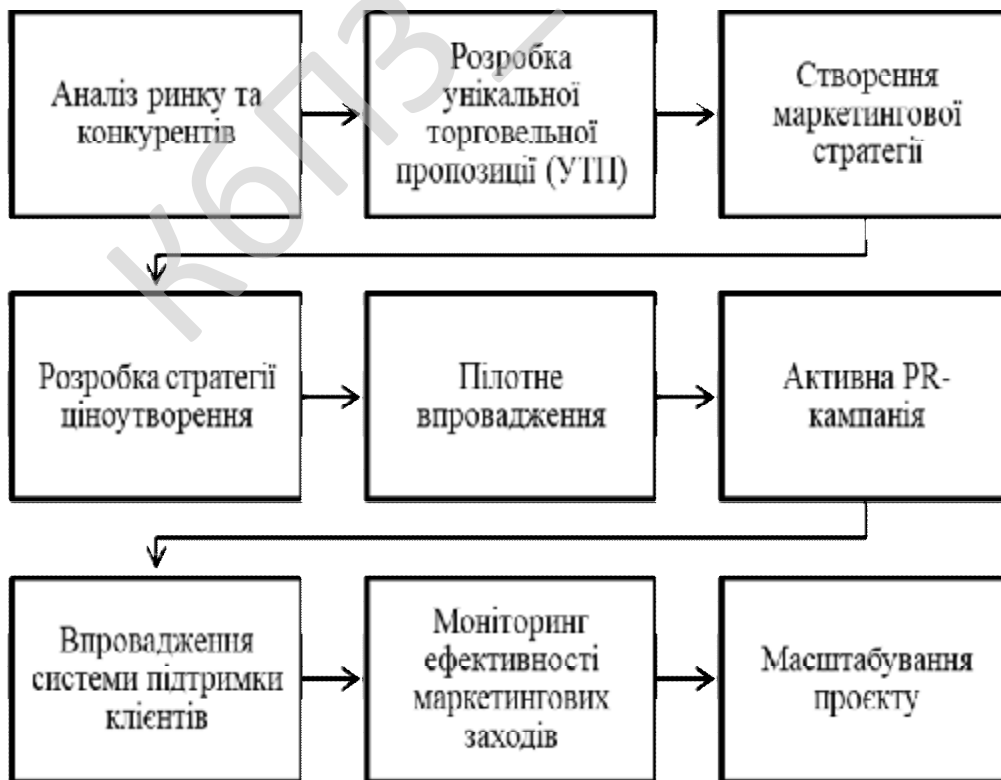 Аналіз ринку та
конкурентів
Розробка
унікальної
торговельної
пропозиції (УТП)
Створення
маркетингової
стратегії
Розробка стратегії
ціноутворення
Пілотне
впровадження
Активна PR-
кампанія
Впровадження
системи підтримки
клієнтів
Моніторинг
ефективності
маркетингових
заходів
Масштабування
проєкту
КбПЗ_